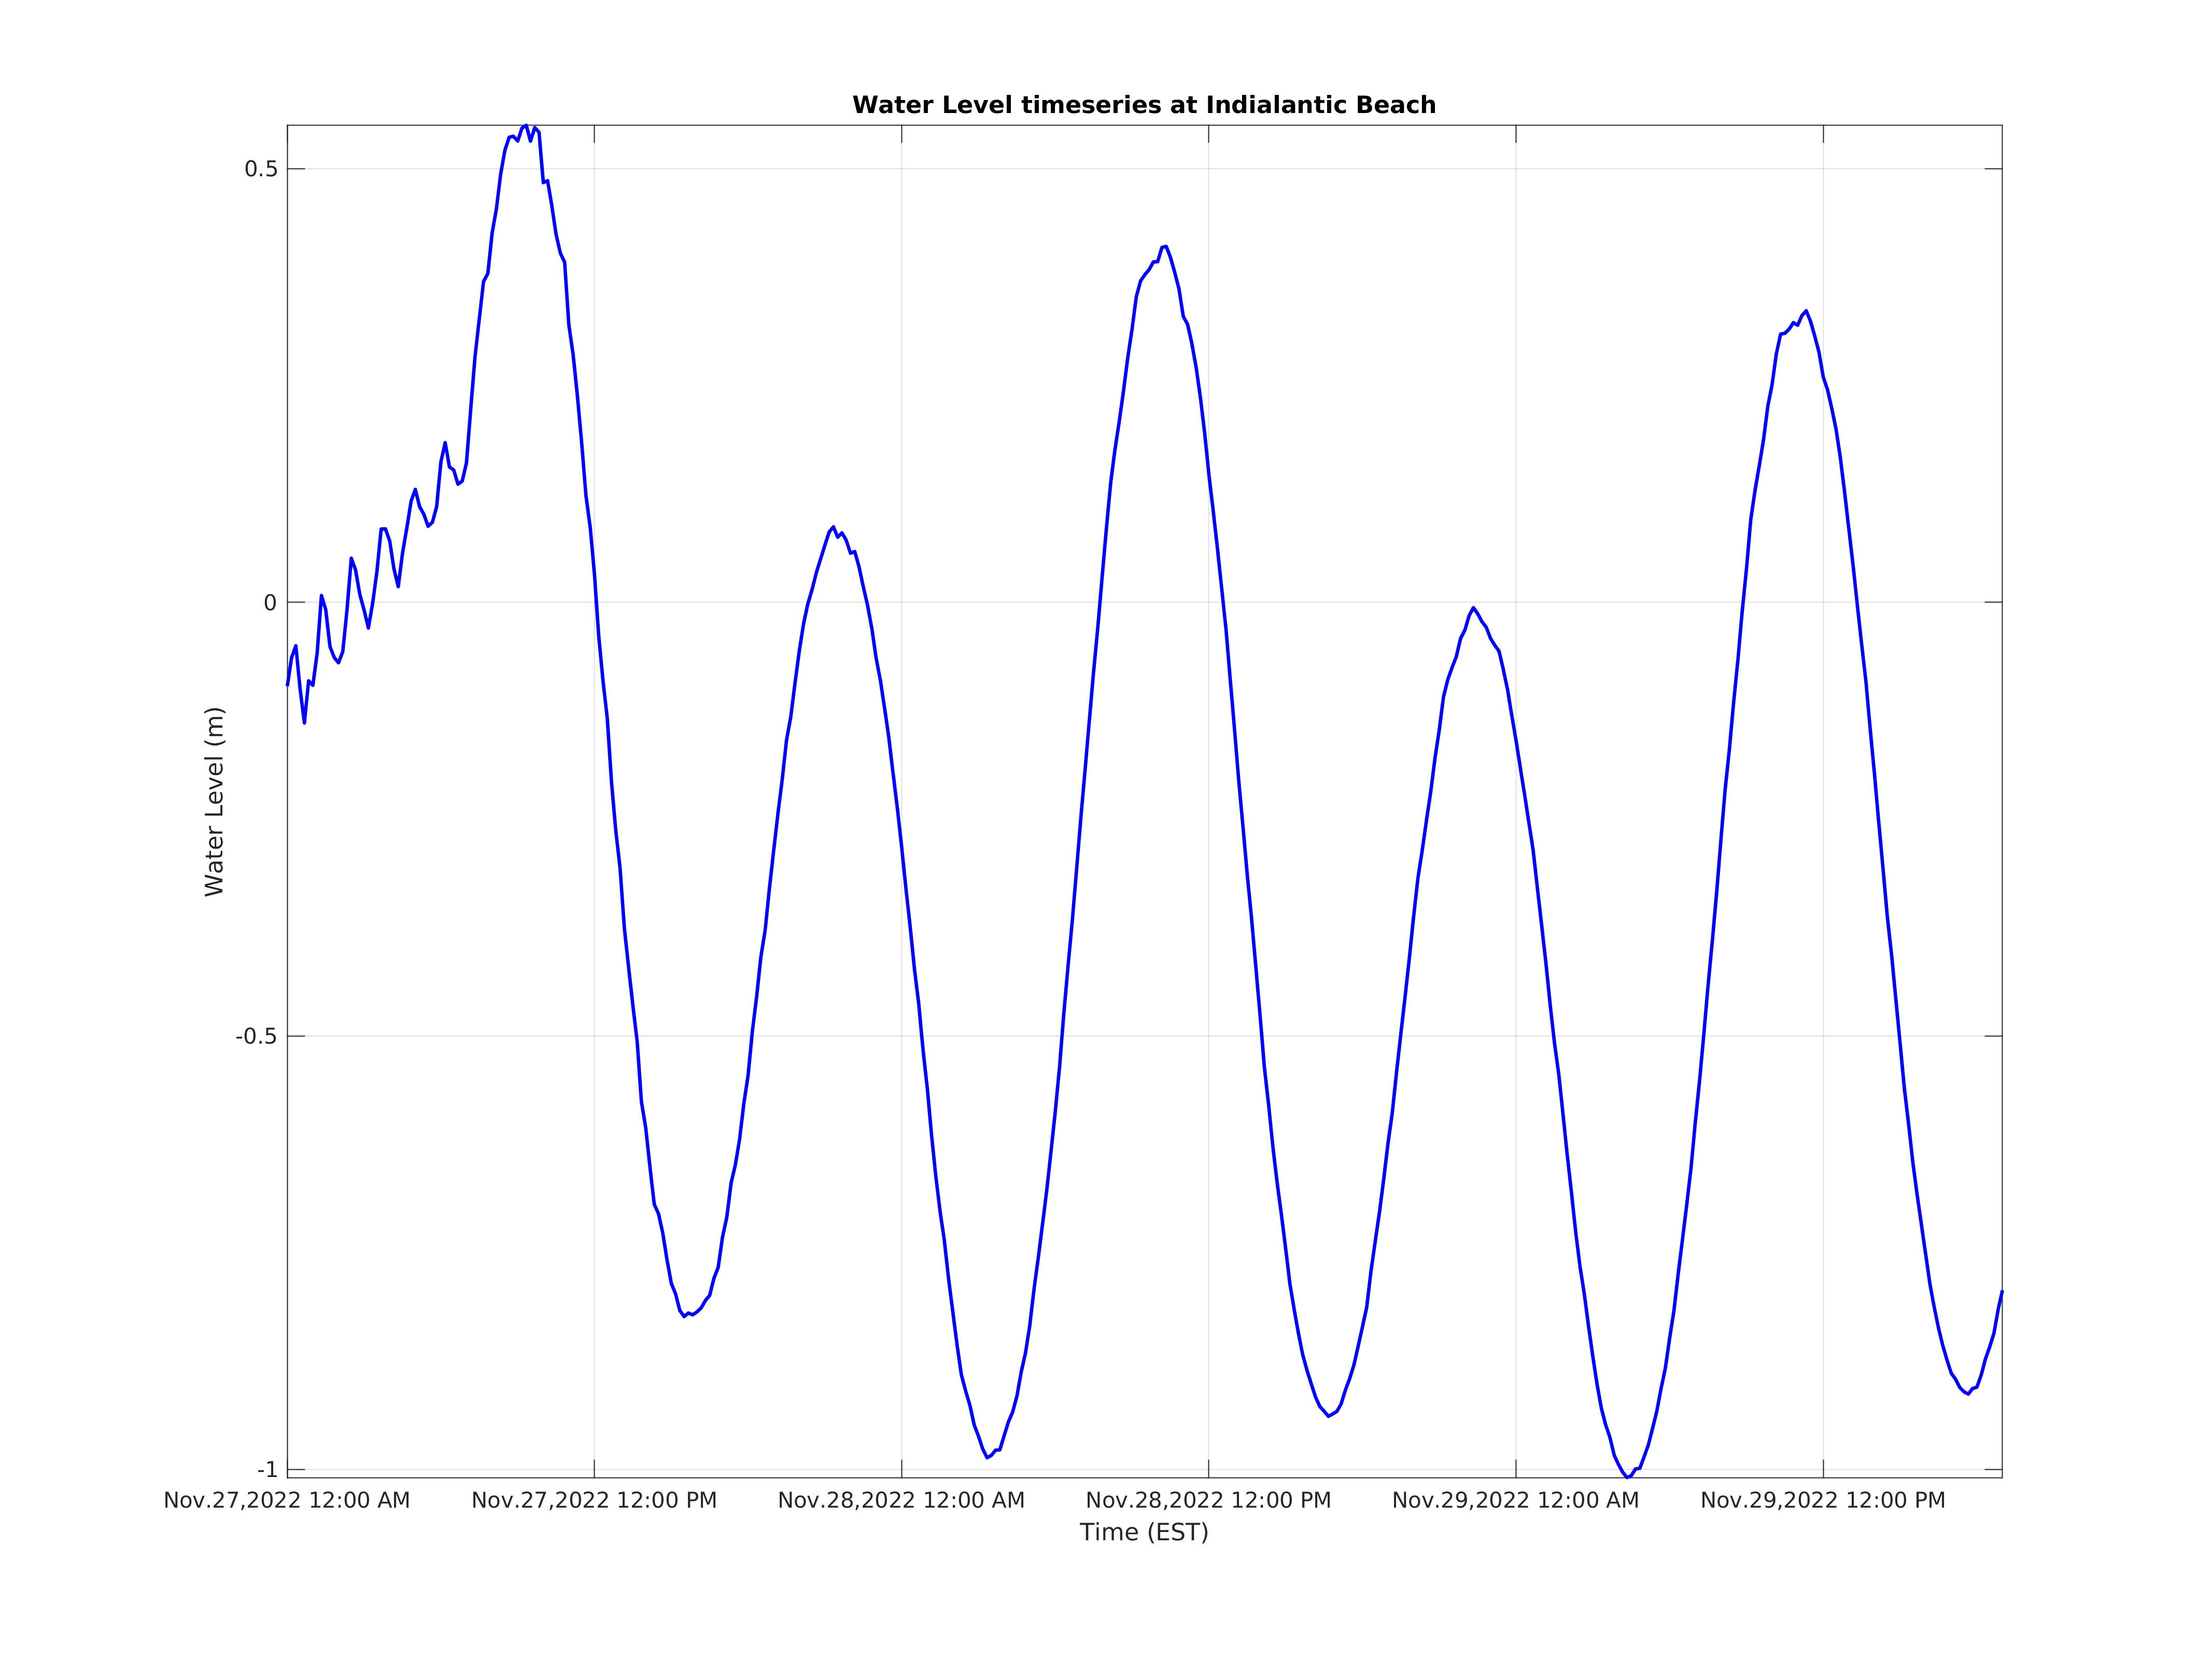 Water Level timeseries at Indialantic Beach
0.5
0
-0.5
-1
Water Level (m)
Nov.27,2022 12:00 AM
Nov.27,2022 12:00 PM
Nov.28,2022 12:00 AM
Nov.28,2022 12:00 PM
Nov.29,2022 12:00 AM
Nov.29,2022 12:00 PM
Time (EST)